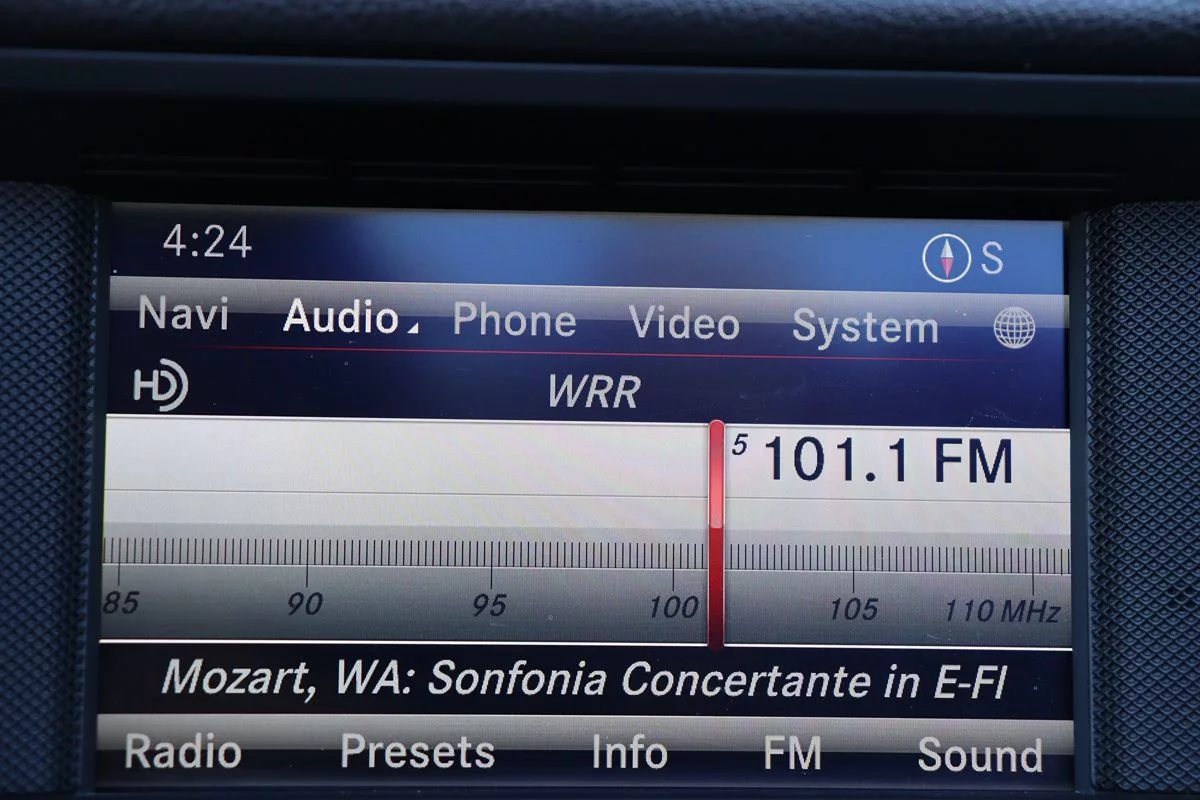 4:24 S
Navi Audio Phone Video System
HD WRR
5 101.1 FM
85 90 95 100 105 110 MHz
Mozart, WA: Sonfonia Concertante in E-Fl
Radio Presets Info FM Sound